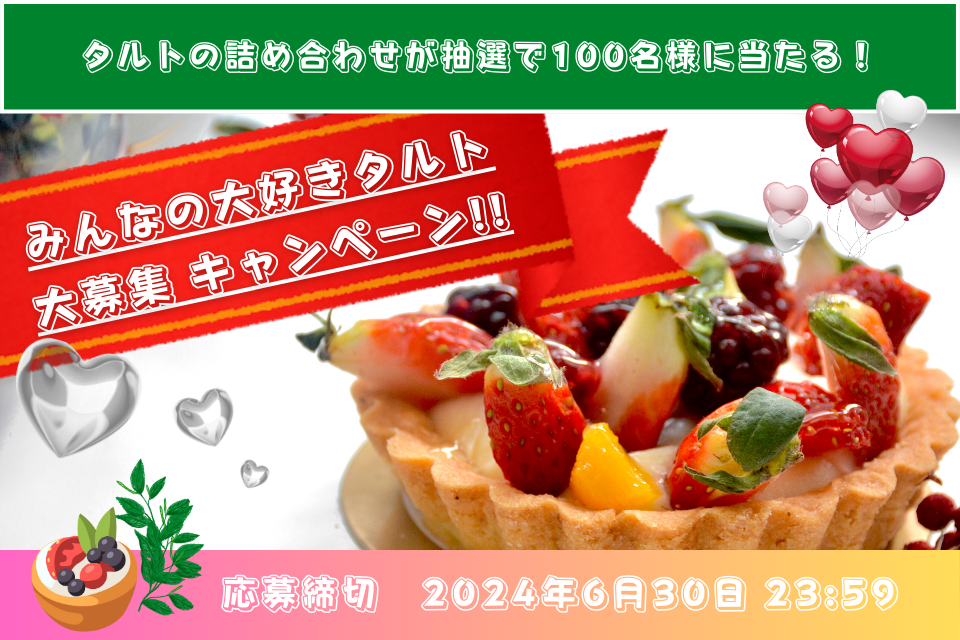 タルトの詰め合わせが抽選で100名様に当たる！
みんなの大好きタルト
大募集 キャンペーン!!
応募締切　2024年6月30日 23:59